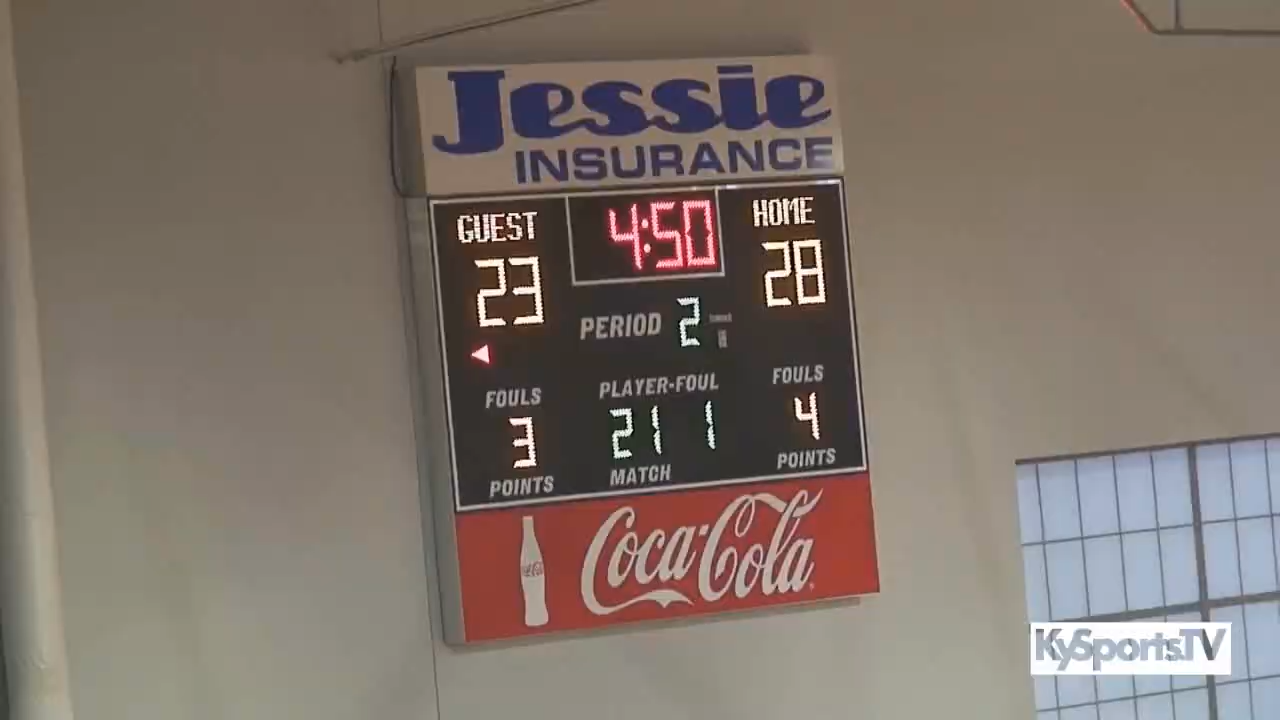 Jessie
INSURANCE
GUEST 4:50 HOME
23 28
PERIOD 2
FOULS PLAYER-FOUL FOULS
3 21 1 4
POINTS MATCH POINTS
Coca-Cola
KySports.TV